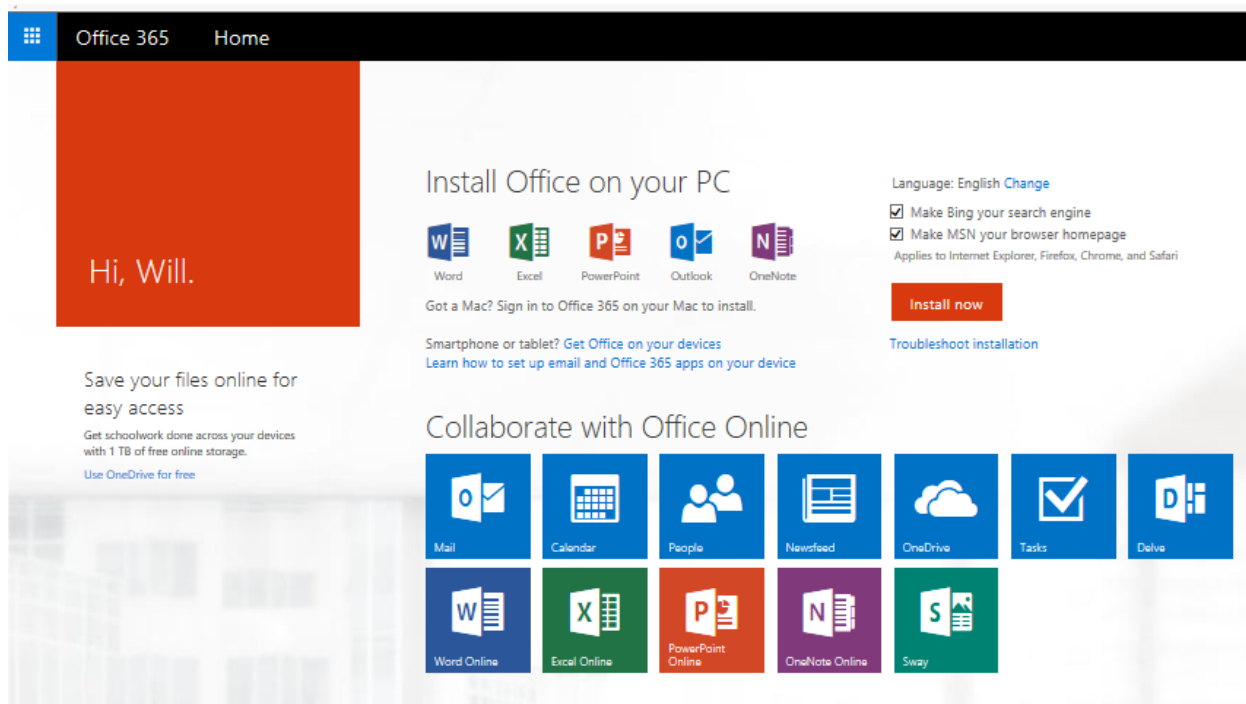 Office 365 Home
Hi, Will.
Save your files online for
easy access
Get schoolwork done across your devices
with 1 TB of free online storage.
Use OneDrive for free
Install Office on your PC
W X P O N
Word Excel PowerPoint Outlook OneNote
Got a Mac? Sign in to Office 365 on your Mac to install.
Smartphone or tablet? Get Office on your devices
Learn how to set up email and Office 365 apps on your device
Language: English Change
Make Bing your search engine
Make MSN your browser homepage
Applies to Internet Explorer, Firefox, Chrome, and Safari
Install now
Troubleshoot installation
Collaborate with Office Online
O D
Mail Calendar People Newsfeed OneDrive Tasks Delve
W X P N S
Word Online Excel Online PowerPoint
Online OneNote Online Sway